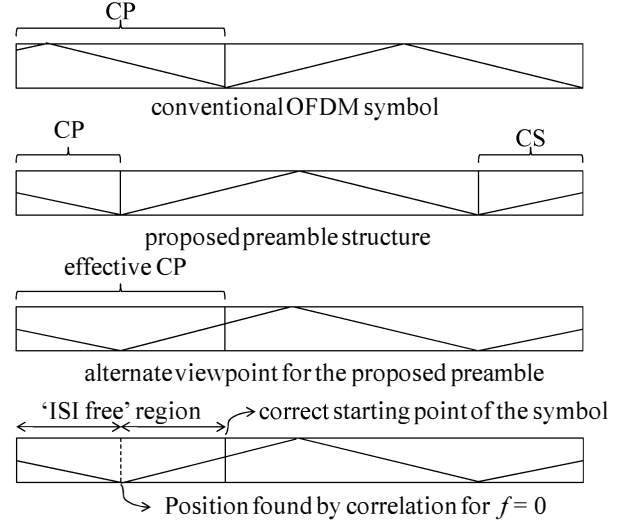 CP
conventional OFDM symbol
CP
CS
proposed preamble structure
effective CP
alternate viewpoint for the proposed preamble
'ISI free' region
correct starting point of the symbol
Position found by correlation for f = 0